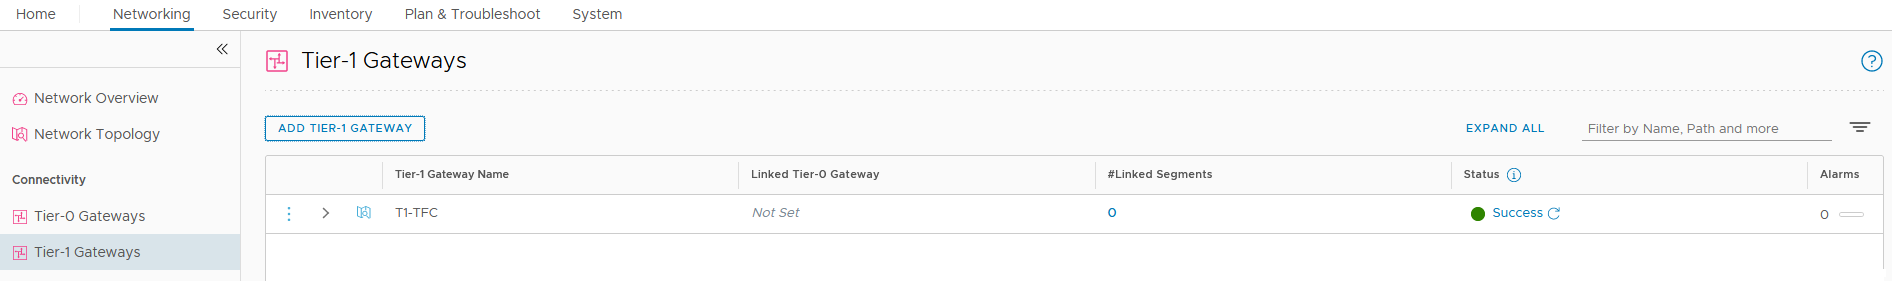 Home Networking Security Inventory Plan & Troubleshoot System
Tier-1 Gateways
Network Overview
Network Topology
Connectivity
Tier-0 Gateways
Tier-1 Gateways
ADD TIER-1 GATEWAY EXPAND ALL Filter by Name, Path and more
Tier-1 Gateway Name Linked Tier-0 Gateway #Linked Segments Status Alarms
T1-TFC Not Set 0 Success 0